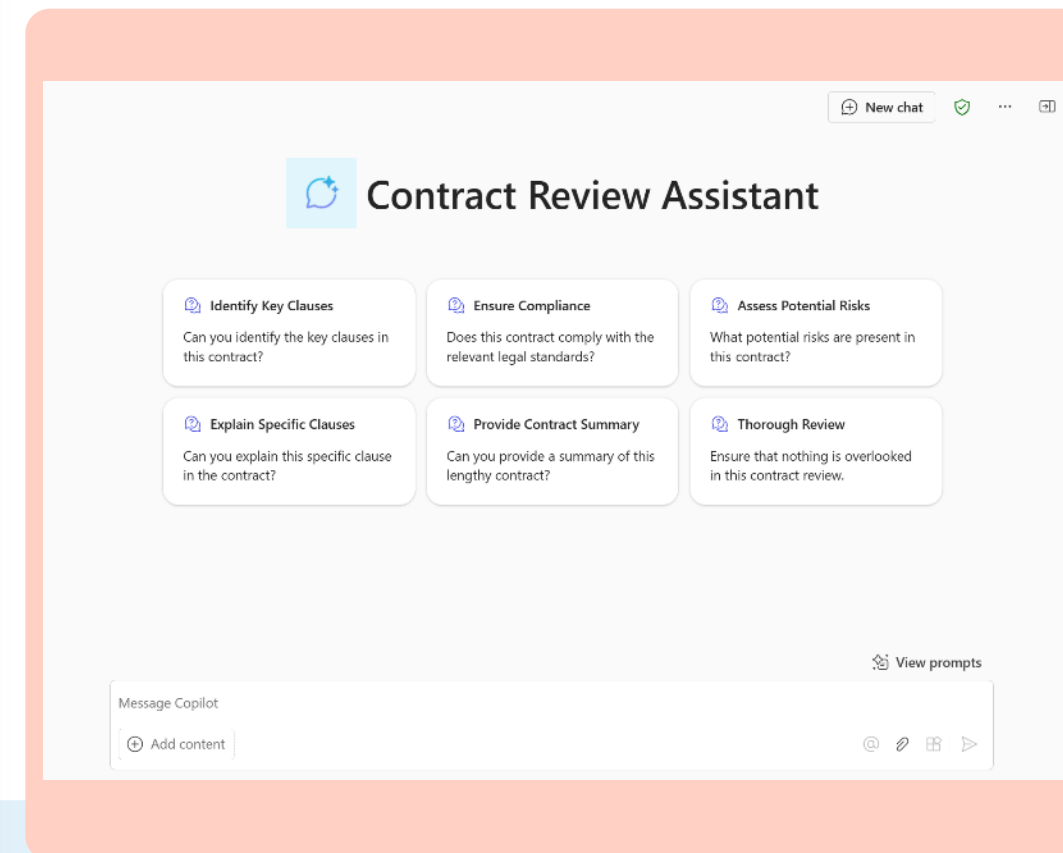 New chat
Contract Review Assistant
Identify Key Clauses
Can you identify the key clauses in
this contract?
Ensure Compliance
Does this contract comply with the
relevant legal standards?
Assess Potential Risks
What potential risks are present in
this contract?
Explain Specific Clauses
Can you explain this specific clause
in the contract?
Provide Contract Summary
Can you provide a summary of this
lengthy contract?
Thorough Review
Ensure that nothing is overlooked
in this contract review.
View prompts
Message Copilot
Add content